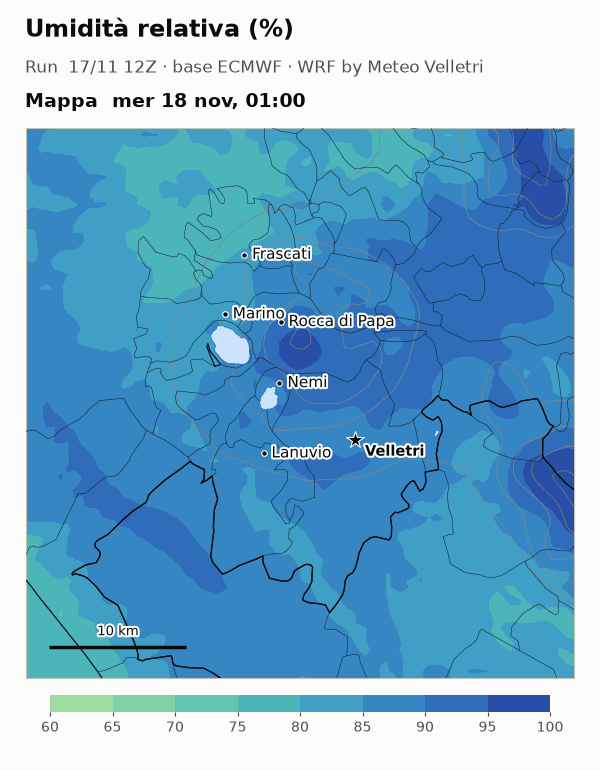 Umidità relativa (%)
Run  17/11 12Z · base ECMWF · WRF by Meteo Velletri
Mappa  mer 18 nov, 01:00
Frascati
Marino
Rocca di Papa
Nemi
Velletri
Lanuvio
10 km
60 65 70 75 80 85 90 95 100